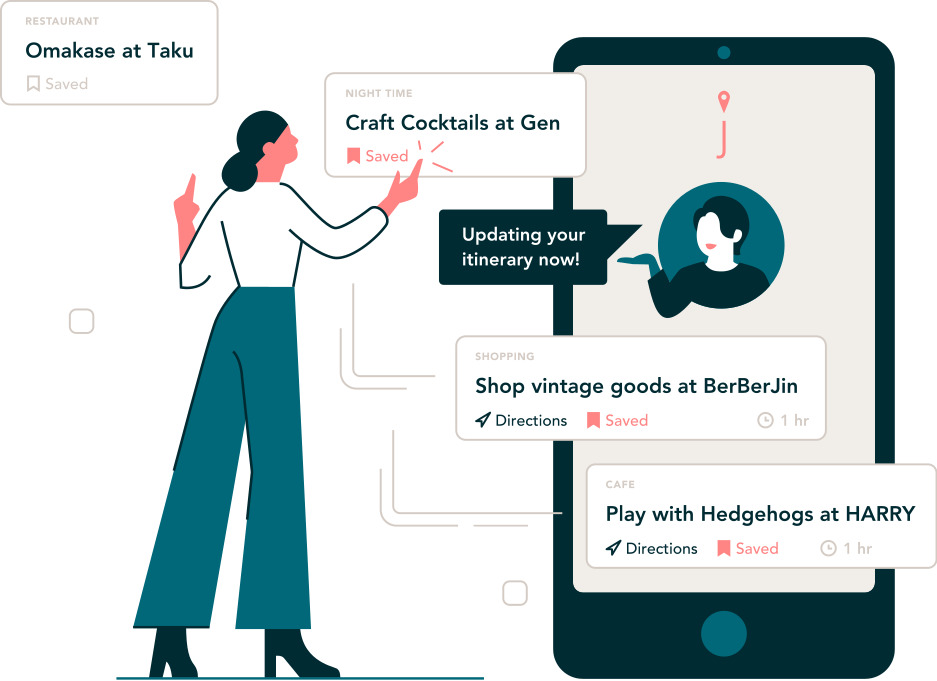 RESTAURANT
Omakase at Taku
Saved
NIGHT TIME
Craft Cocktails at Gen
Saved
j
Updating your
itinerary now!
SHOPPING
Shop vintage goods at BerBerJin
Directions Saved 1 hr
CAFE
Play with Hedgehogs at HARRY
Directions Saved 1 hr